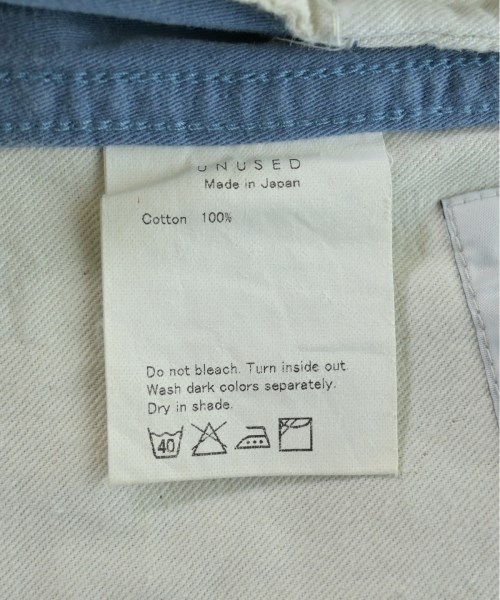 UNUSED
Made in Japan
Cotton 100%
Do not bleach. Turn inside out.
Wash dark colors separately.
Dry in shade.
40